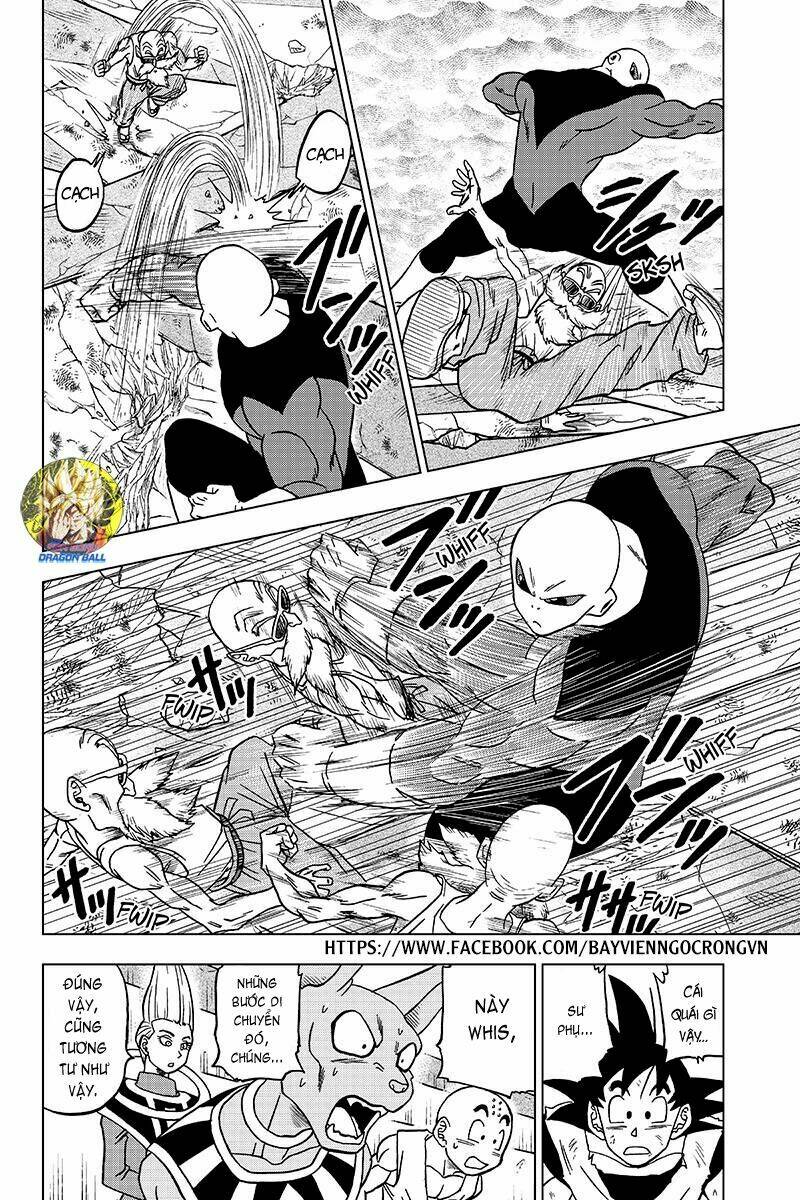 SKSH
CẠCH
CẠCH
WHIFF
WHIFF
WHIFF
FWIP
FWIP
FWIP
DRAGON BALL
HTTPS://WWW.FACEBOOK.COM/BAYVIENNGOCRONGVN
CÁI
QUÁI GÌ
VẬY...
SƯ
PHỤ...
NÀY
WHIS,
NHỮNG
BƯỚC DI
CHUYỂN
ĐÓ,
CHÚNG...
ĐÚNG
VẬY,
CŨNG
TƯƠNG
TƯ NHƯ
VẬY.